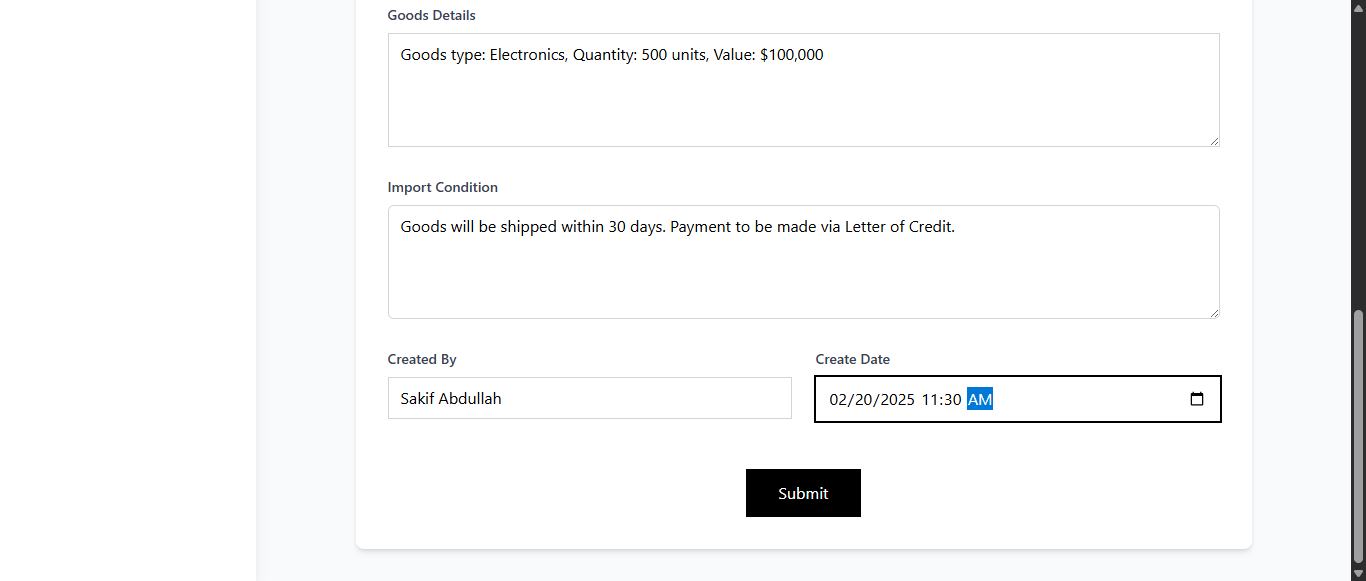 Goods Details
Goods type: Electronics, Quantity: 500 units, Value: $100,000
Import Condition
Goods will be shipped within 30 days. Payment to be made via Letter of Credit.
Created By
Create Date
Sakif Abdullah
02/20/2025 11:30 AM
Submit